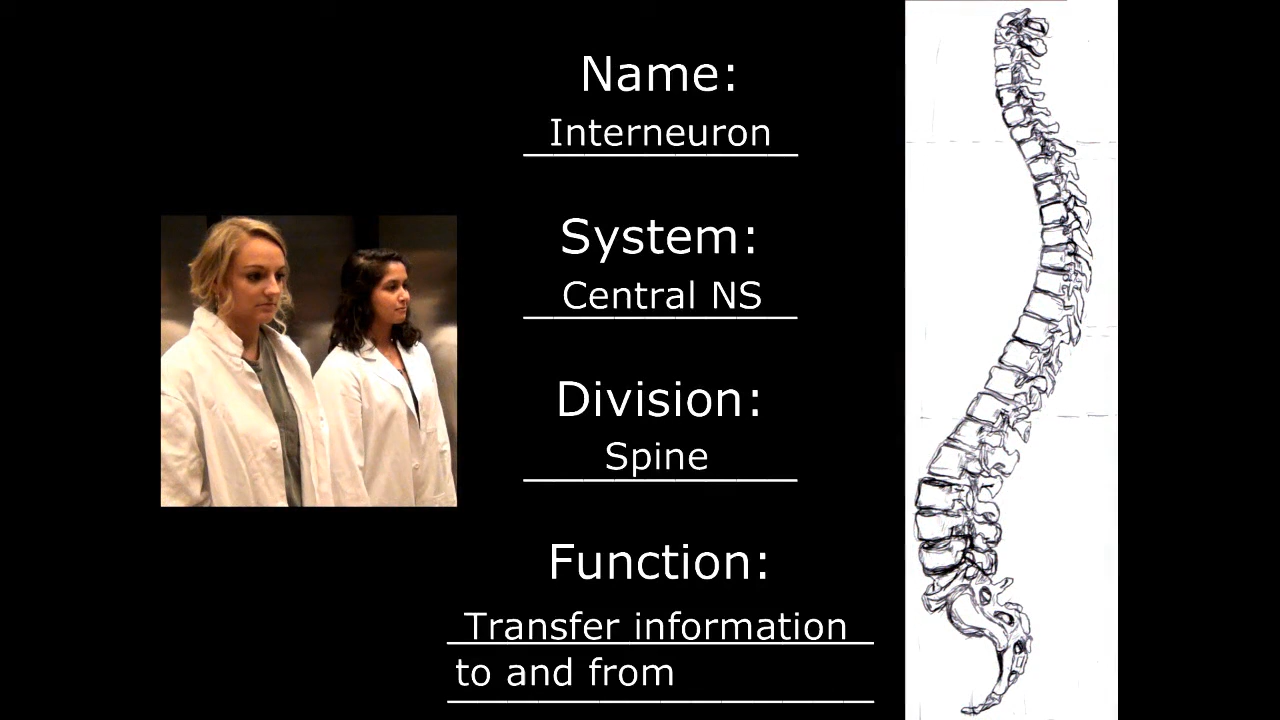 Name:
Interneuron
System:
Central NS
Division:
Spine
Function:
Transfer information
to and from